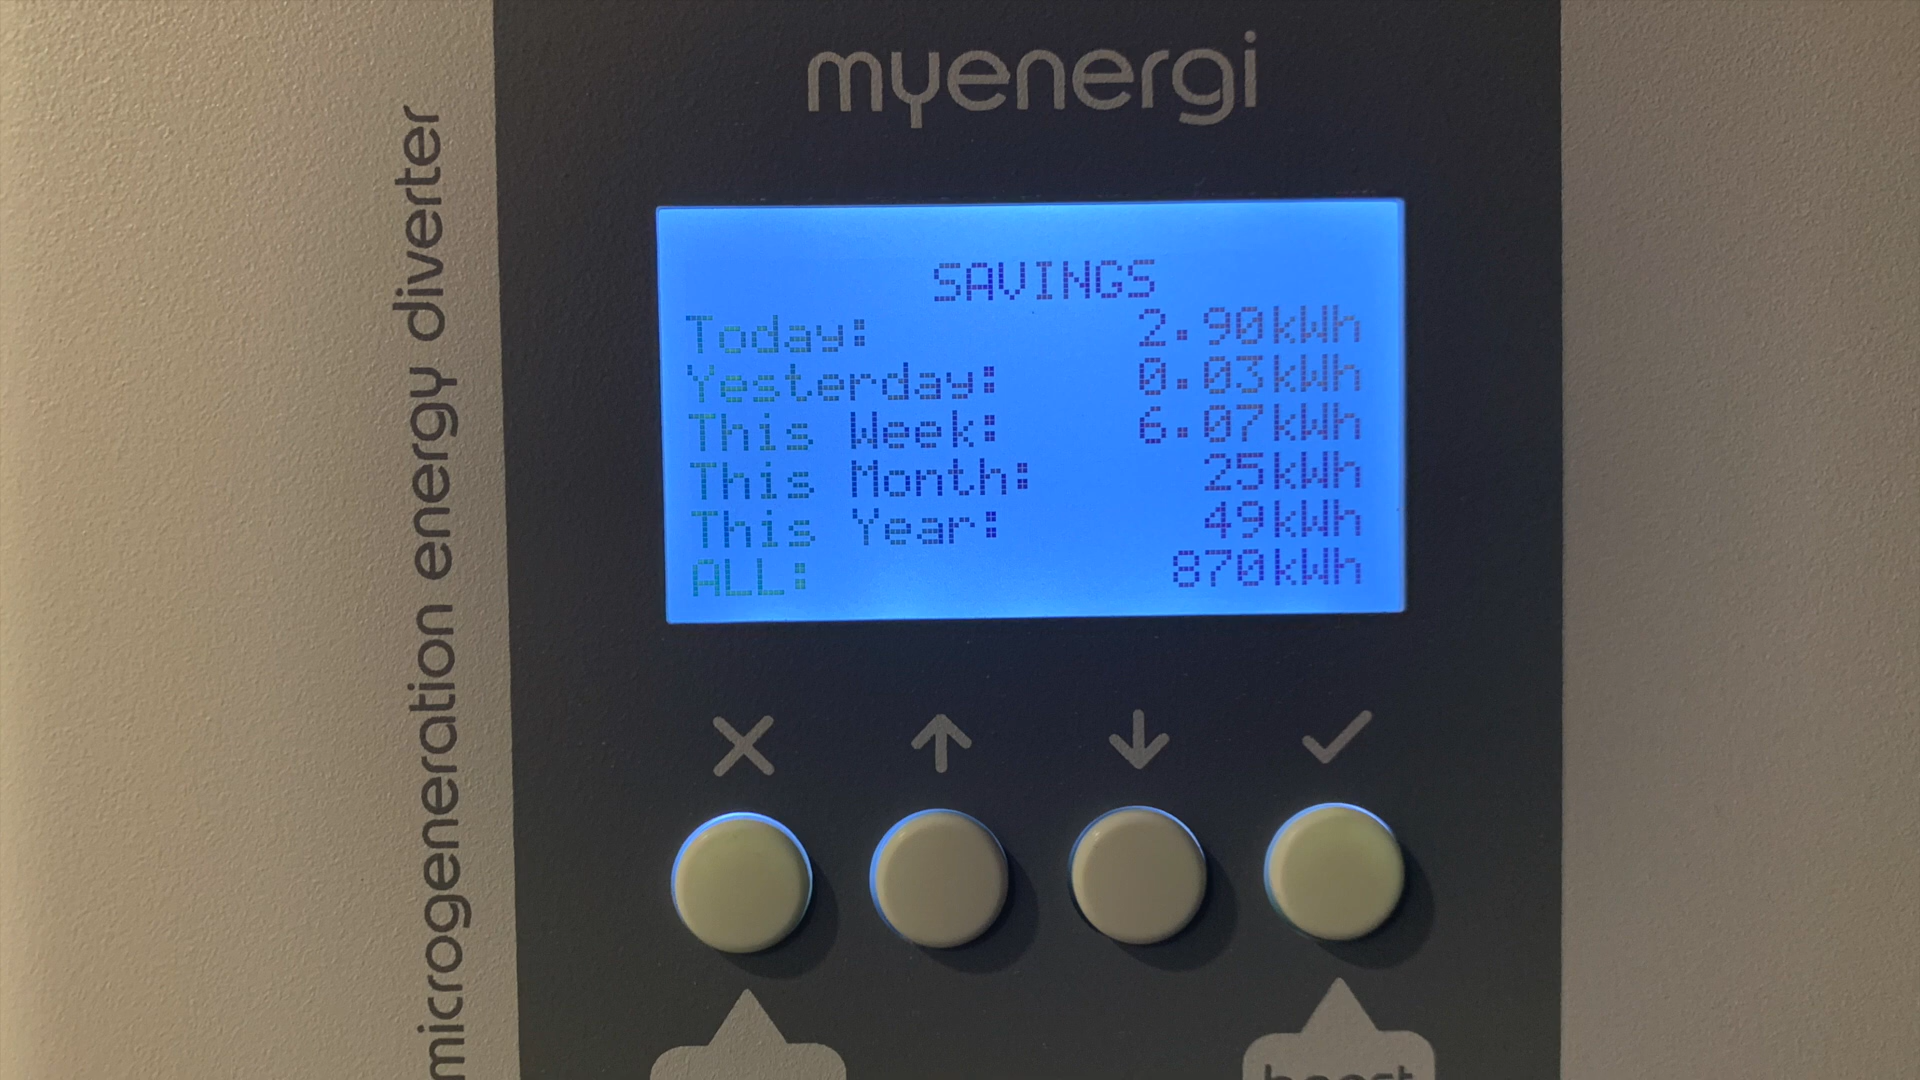 myenergi
microgeneration energy diverter
SAVINGS
Today: 2.90kWh
Yesterday: 0.03kWh
This Week: 6.07kWh
This Month: 25kWh
This Year: 49kWh
ALL: 870kWh
boost